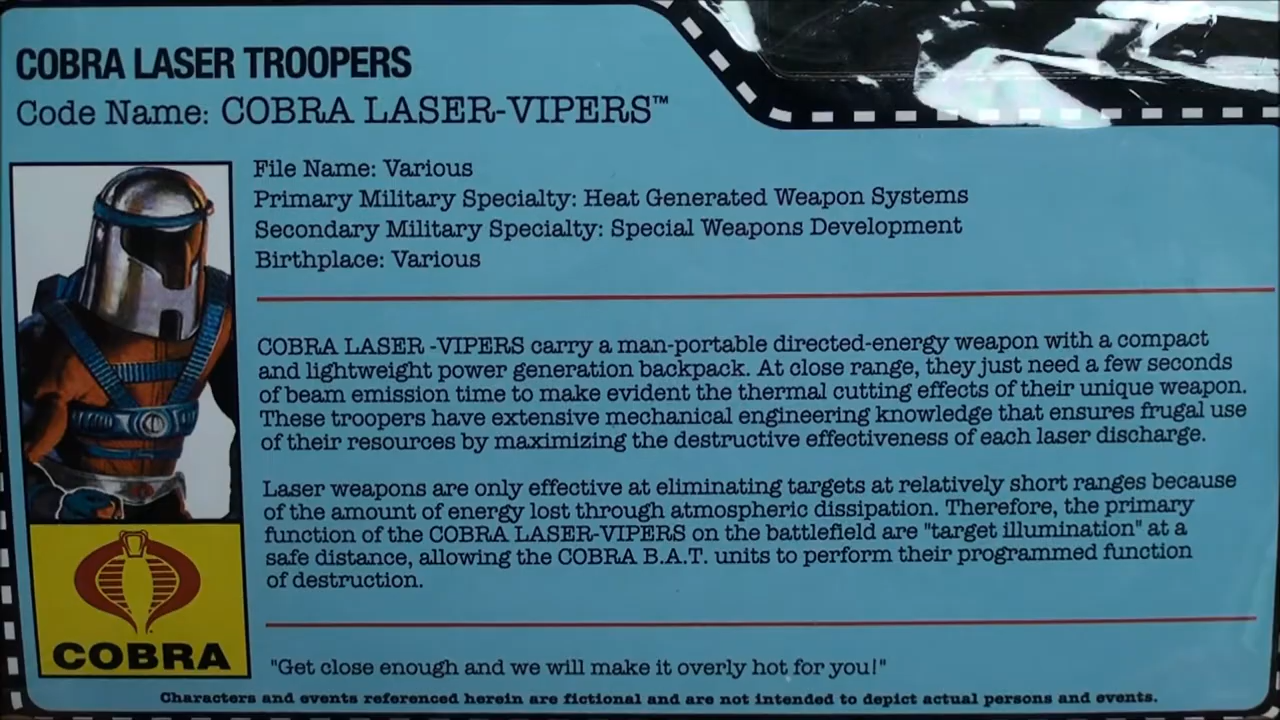 COBRA LASER TROOPERS
Code Name: COBRA LASER-VIPERS™
File Name: Various
Primary Military Specialty: Heat Generated Weapon Systems
Secondary Military Specialty: Special Weapons Development
Birthplace: Various
COBRA LASER -VIPERS carry a man-portable directed-energy weapon with a compact
and lightweight power generation backpack. At close range, they just need a few seconds
of beam emission time to make evident the thermal cutting effects of their unique weapon.
These troopers have extensive mechanical engineering knowledge that ensures frugal use
of their resources by maximizing the destructive effectiveness of each laser discharge.
Laser weapons are only effective at eliminating targets at relatively short ranges because
of the amount of energy lost through atmospheric dissipation. Therefore, the primary
function of the COBRA LASER-VIPERS on the battlefield are "target illumination" at a
safe distance, allowing the COBRA B.A.T. units to perform their programmed function
of destruction.
COBRA
"Get close enough and we will make it overly hot for you!"
Characters and events referenced herein are fictional and are not intended to depict actual persons and events.